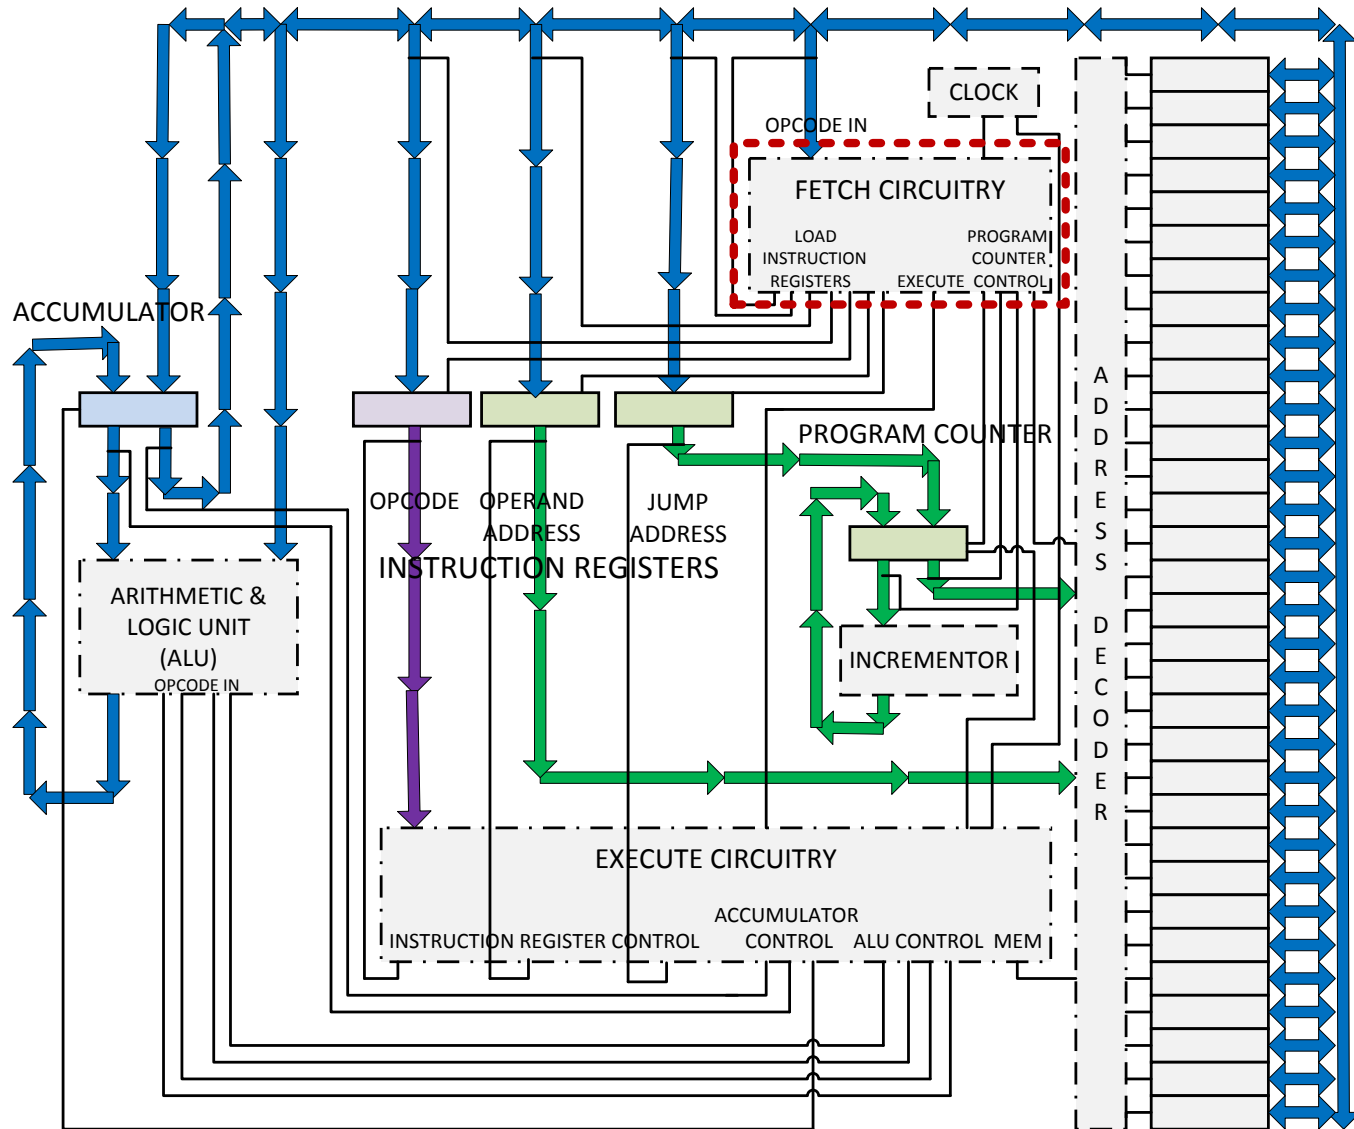 CLOCK
OPCODE IN
FETCH CIRCUITRY
LOAD
INSTRUCTION
REGISTERS
EXECUTE
PROGRAM
COUNTER
CONTROL
ACCUMULATOR
PROGRAM COUNTER
OPCODE
OPERAND
ADDRESS
JUMP
ADDRESS
INSTRUCTION REGISTERS
ARITHMETIC &
LOGIC UNIT
(ALU)
OPCODE IN
INCREMENTOR
ADDRESS DECODER
EXECUTE CIRCUITRY
INSTRUCTION REGISTER CONTROL
ACCUMULATOR
CONTROL
ALU CONTROL
MEM